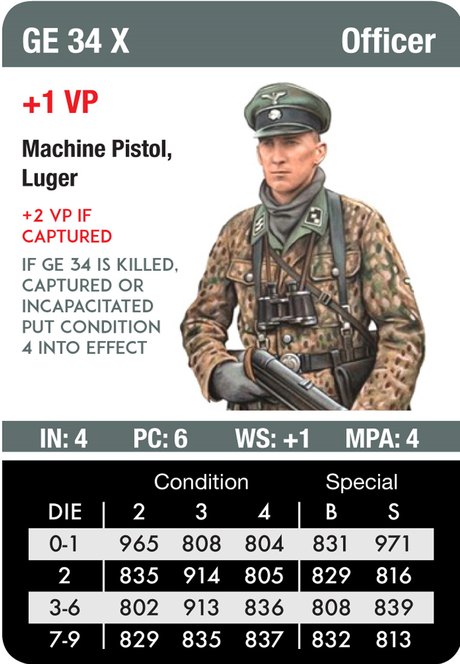 GE 34 X Officer
+1 VP
Machine Pistol,
Luger
+2 VP IF
CAPTURED
IF GE 34 IS KILLED,
CAPTURED OR
INCAPACITATED
PUT CONDITION
4 INTO EFFECT
IN: 4 PC: 6 WS: +1 MPA: 4
Condition Special
DIE 2 3 4 B S
0-1 965 808 804 831 971
2 835 914 805 829 816
3-6 802 913 836 808 839
7-9 829 835 837 832 813